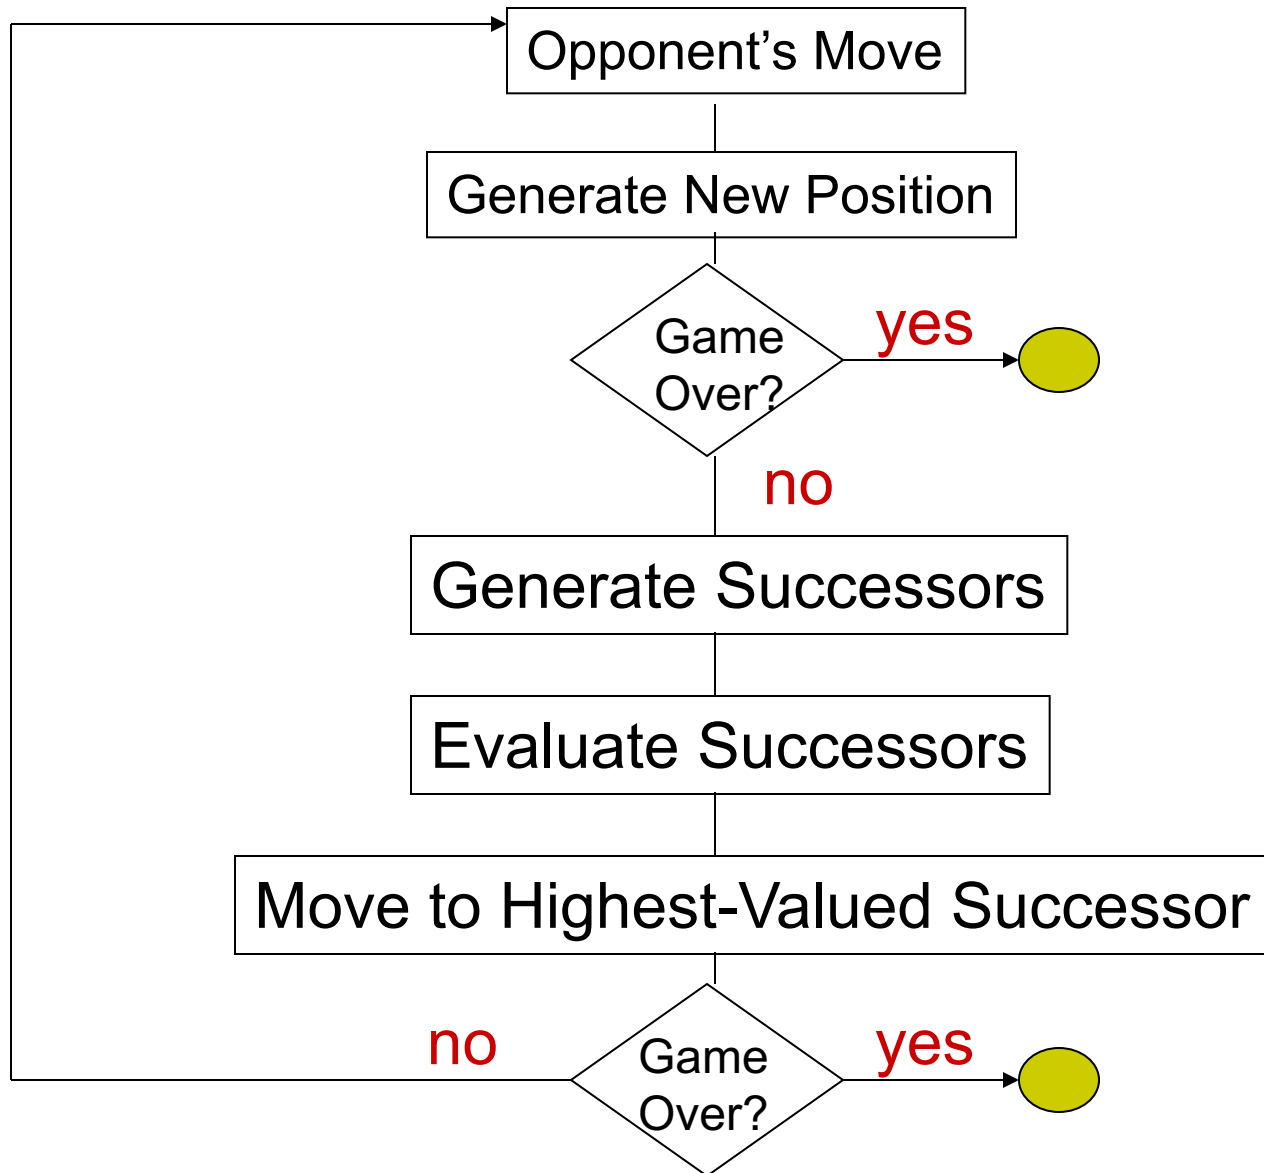 Opponent’s Move
Generate New Position
Game
Over?
yes
no
Generate Successors
Evaluate Successors
Move to Highest-Valued Successor
no
Game
Over?
yes